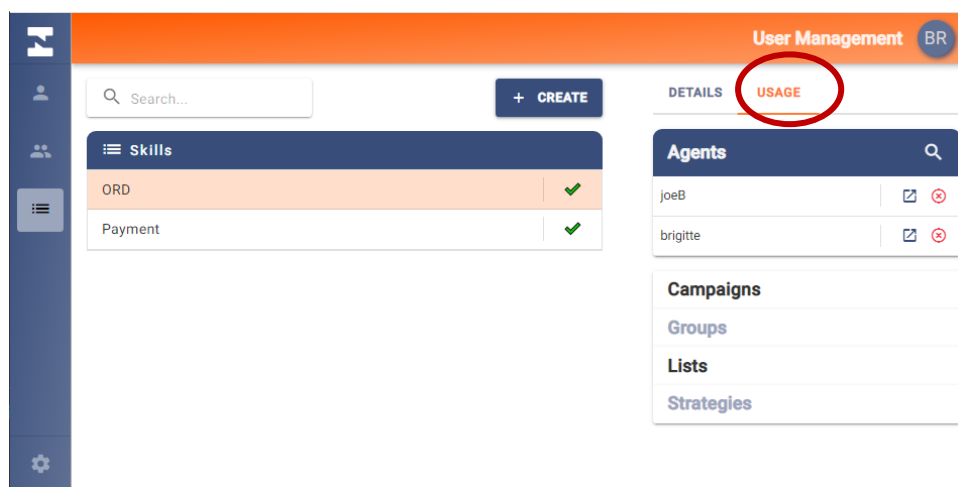 User Management BR
Search...
+ CREATE
DETAILS USAGE
Skills
ORD
Payment
Agents
joeB
brigitte
Campaigns
Groups
Lists
Strategies